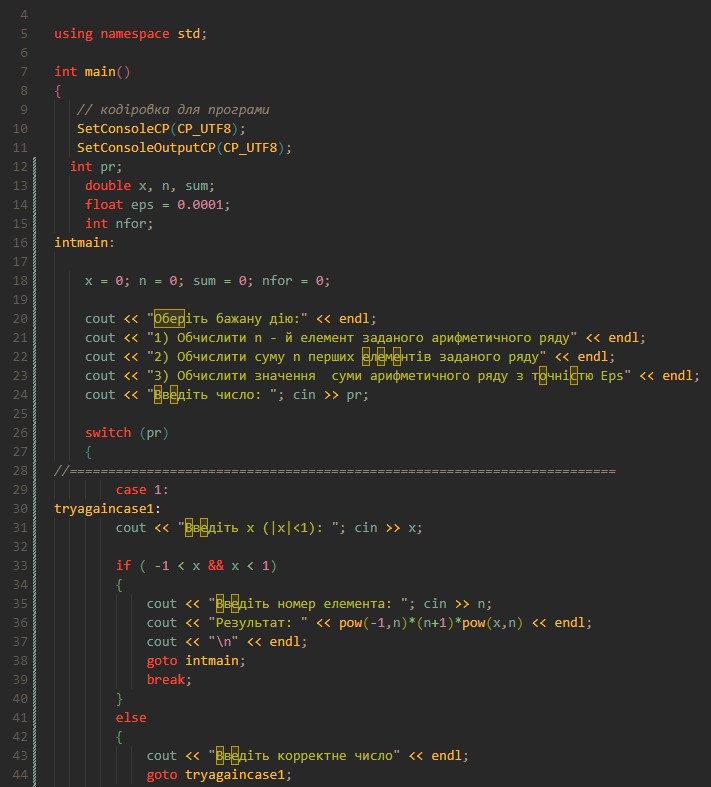 4
5 using namespace std;
6
7 int main()
8 {
9 // кодіровка для програми
10 SetConsoleCP(CP_UTF8);
11 SetConsoleOutputCP(CP_UTF8);
12 int pr;
13 double x, n, sum;
14 float eps = 0.0001;
15 int nfor;
16 intmain:
17
18 x = 0; n = 0; sum = 0; nfor = 0;
19
20 cout << "Оберіть бажану дію:" << endl;
21 cout << "1) Обчислити n - й елемент заданого арифметичного ряду" << endl;
22 cout << "2) Обчислити суму n перших елементів заданого ряду" << endl;
23 cout << "3) Обчислити значення  суми арифметичного ряду з точністю Eps" << endl;
24 cout << "Введіть число: "; cin >> pr;
25
26 switch (pr)
27 {
28 //======================================================================
29 case 1:
30 tryagaincase1:
31 cout << "Введіть x (|x|<1): "; cin >> x;
32
33 if ( -1 < x && x < 1)
34 {
35 cout << "Введіть номер елемента: "; cin >> n;
36 cout << "Результат: " << pow(-1,n)*(n+1)*pow(x,n) << endl;
37 cout << "\n" << endl;
38 goto intmain;
39 break;
40 }
41 else
42 {
43 cout << "Введіть корректне число" << endl;
44 goto tryagaincase1;